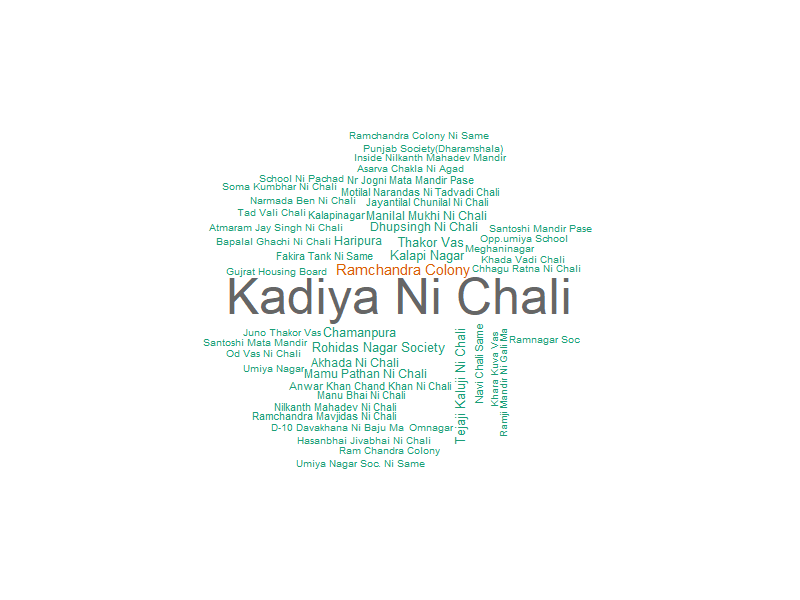 Ramchandra Colony Ni Same
Punjab Society(Dharamshala)
Inside Nilkanth Mahadev Mandir
Asarva Chakla Ni Agad
School Ni Pachad
Nr Jogni Mata Mandir Pase
Soma Kumbhar Ni Chali
Motilal Narandas Ni Tadvadi Chali
Narmada Ben Ni Chali
Jayantilal Chunilal Ni Chali
Tad Vali Chali
Kalapinagar
Manilal Mukhi Ni Chali
Atmaram Jay Singh Ni Chali
Dhupsingh Ni Chali
Santoshi Mandir Pase
Bapalal Ghachi Ni Chali
Haripura
Thakor Vas
Opp.umiya School
Meghaninagar
Fakira Tank Ni Same
Kalapi Nagar
Khada Vadi Chali
Gujrat Housing Board
Ramchandra Colony
Chhagu Ratna Ni Chali
Kadiya Ni Chali
Juno Thakor Vas
Chamanpura
Santoshi Mata Mandir
Rohidas Nagar Society
Od Vas Ni Chali
Akhada Ni Chali
Umiya Nagar
Mamu Pathan Ni Chali
Anwar Khan Chand Khan Ni Chali
Manu Bhai Ni Chali
Nilkanth Mahadev Ni Chali
Ramchandra Mavjidas Ni Chali
D-10 Davakhana Ni Baju Ma
Omnagar
Hasanbhai Jivabhai Ni Chali
Ram Chandra Colony
Umiya Nagar Soc. Ni Same
Tejaji Kaluji Ni Chali
Navi Chali Same
Khara Kuva Vas
Ramji Mandir Ni Gali Ma
Ramnagar Soc